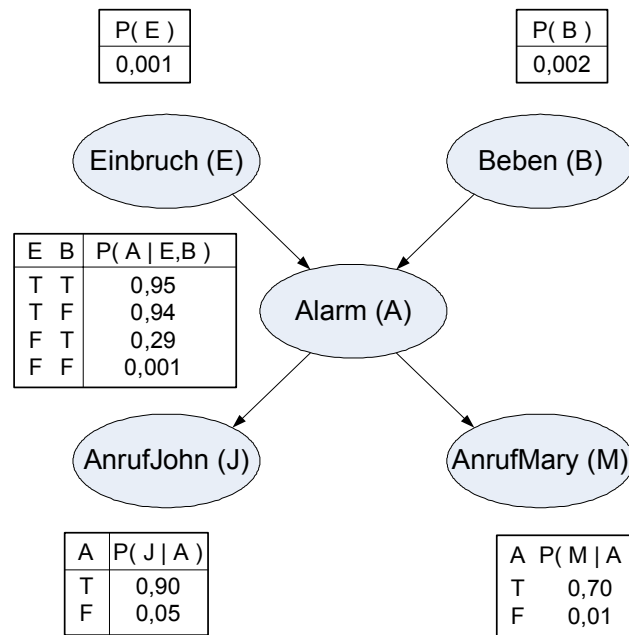 P( E )
0,001
P( B )
0,002
Einbruch (E)
Beben (B)
E B P( A | E,B )
T T 0,95
T F 0,94
F T 0,29
F F 0,001
Alarm (A)
AnrufJohn (J)
AnrufMary (M)
A P( J | A )
T 0,90
F 0,05
A P( M | A
T 0,70
F 0,01